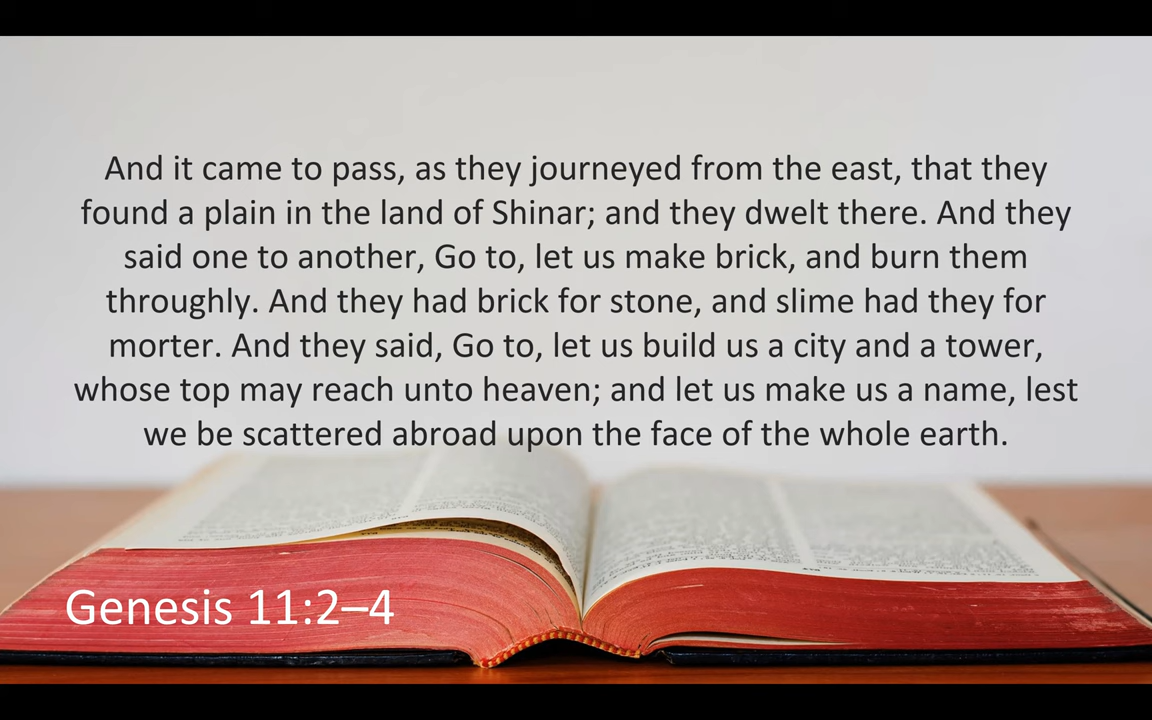 And it came to pass, as they journeyed from the east, that they
found a plain in the land of Shinar; and they dwelt there. And they
said one to another, Go to, let us make brick, and burn them
throughly. And they had brick for stone, and slime had they for
morter. And they said, Go to, let us build us a city and a tower,
whose top may reach unto heaven; and let us make us a name, lest
we be scattered abroad upon the face of the whole earth.
Genesis 11:2–4